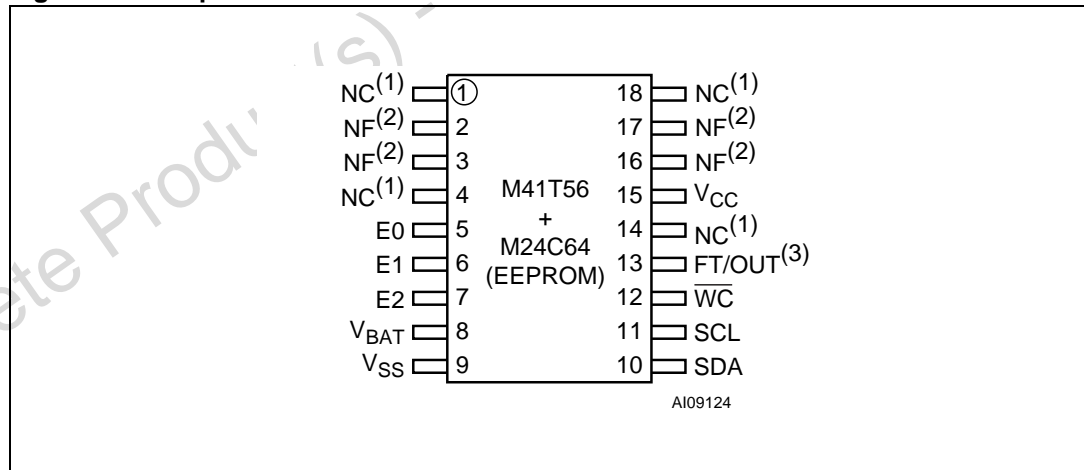 NC(1) 1 18 NC(1)
NF(2) 2 17 NF(2)
NF(2) 3 16 NF(2)
NC(1) 4 M41T56 15 VCC
E0 5 + 14 NC(1)
E1 6 M24C64 13 FT/OUT(3)
(EEPROM)
E2 7 12 WC
VBAT 8 11 SCL
VSS 9 10 SDA
AI09124